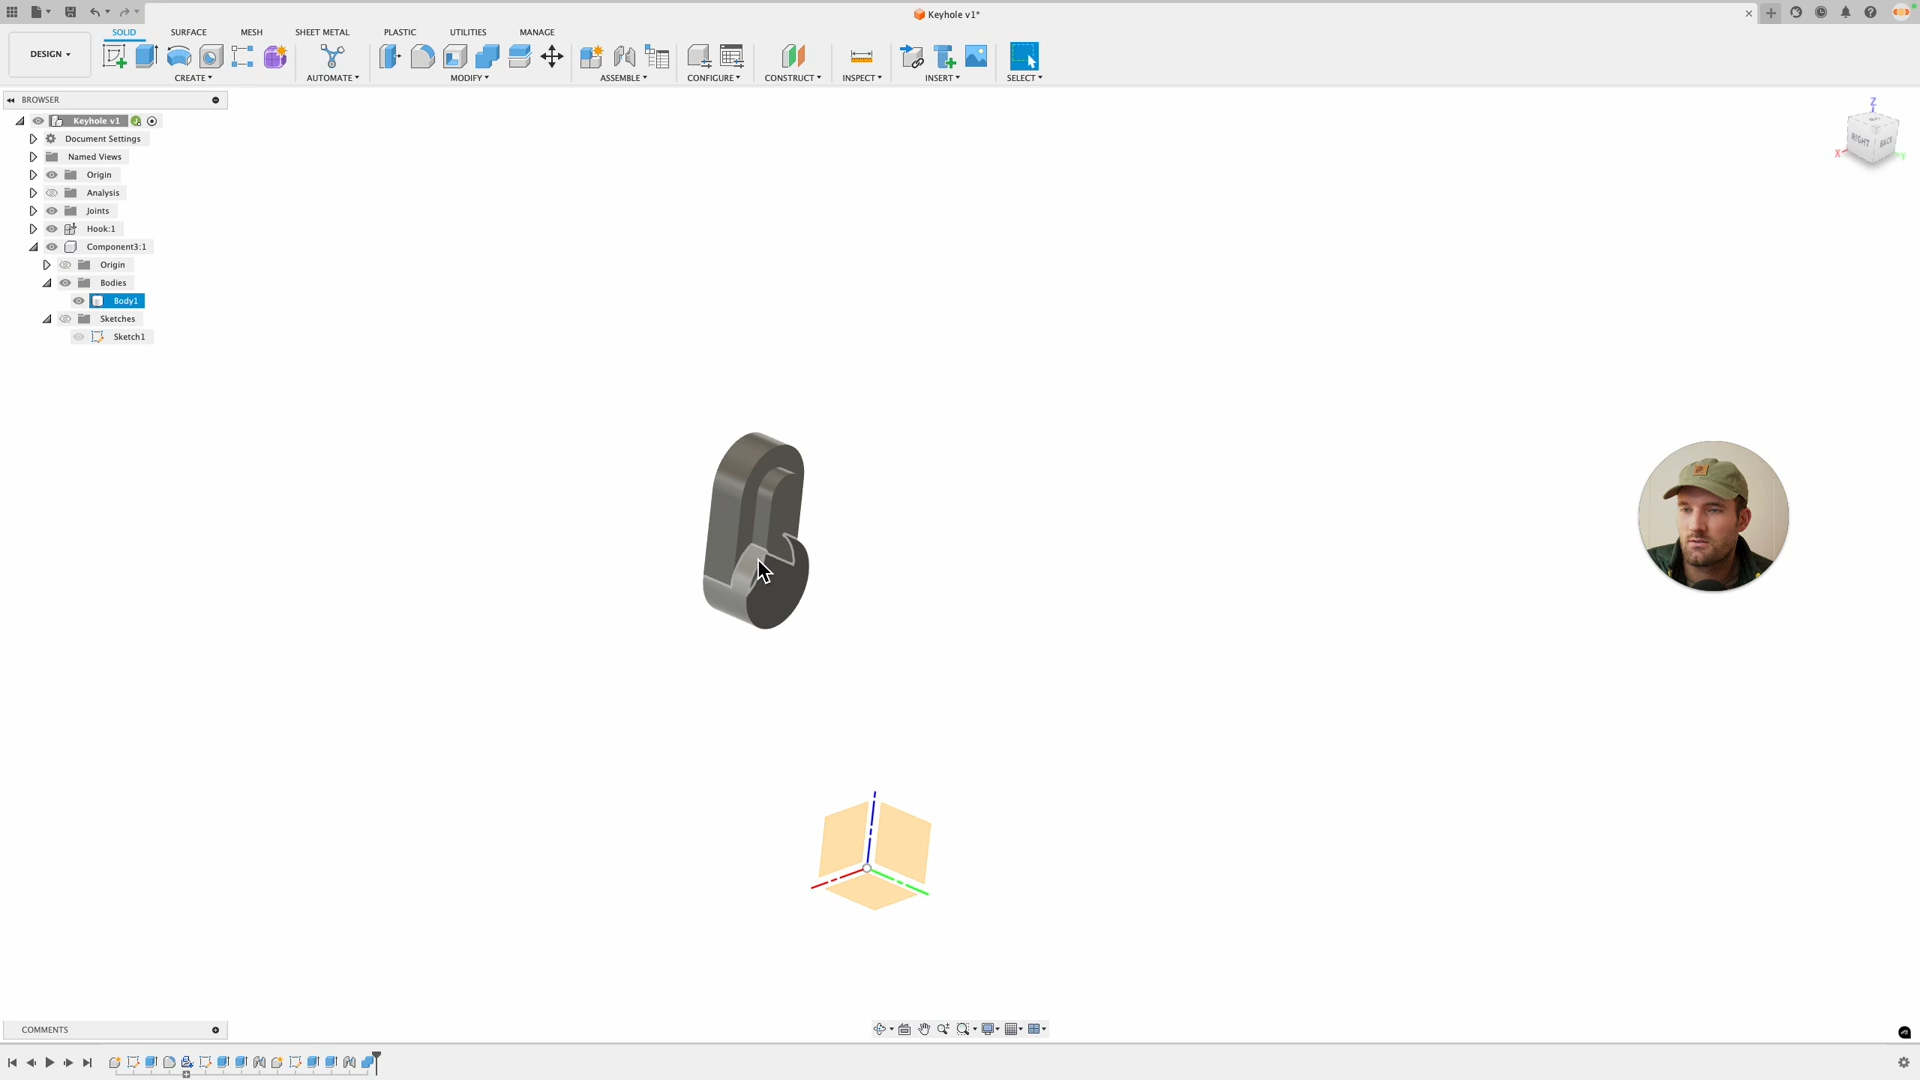 Keyhole v1*
DESIGN
SOLID
SURFACE
MESH
SHEET METAL
PLASTIC
UTILITIES
MANAGE
CREATE
AUTOMATE
MODIFY
ASSEMBLE
CONFIGURE
CONSTRUCT
INSPECT
INSERT
SELECT
BROWSER
Keyhole v1
Document Settings
Named Views
Origin
Analysis
Joints
Hook:1
Component3:1
Origin
Bodies
Body1
Sketches
Sketch1
Z
RIGHT
BACK
X
Y
COMMENTS